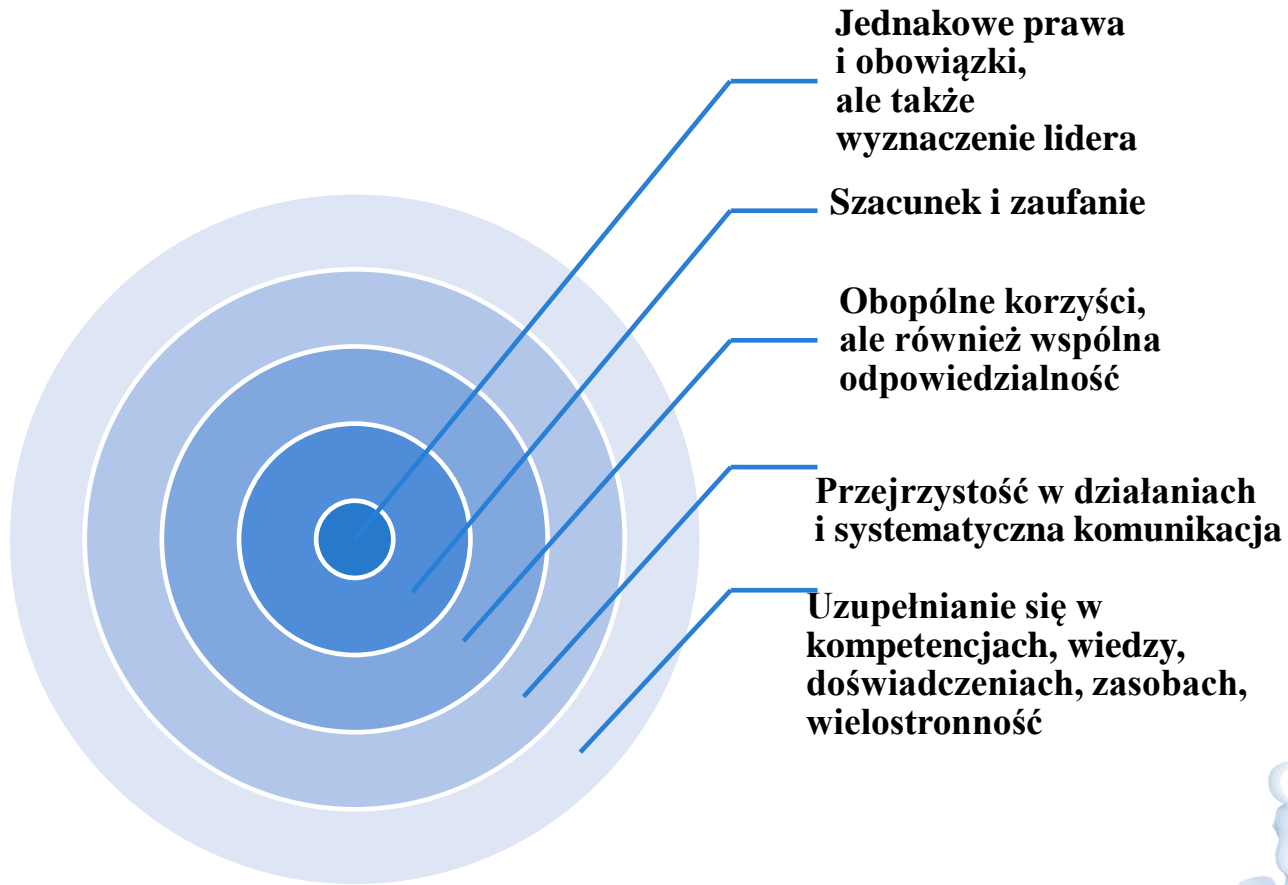 Jednakowe prawa
i obowiązki,
ale także
wyznaczenie lidera
Szacunek i zaufanie
Obopólne korzyści,
ale również wspólna
odpowiedzialność
Przejrzystość w działaniach
i systematyczna komunikacja
Uzupełnianie się w
kompetencjach, wiedzy,
doświadczeniach, zasobach,
wielostronność